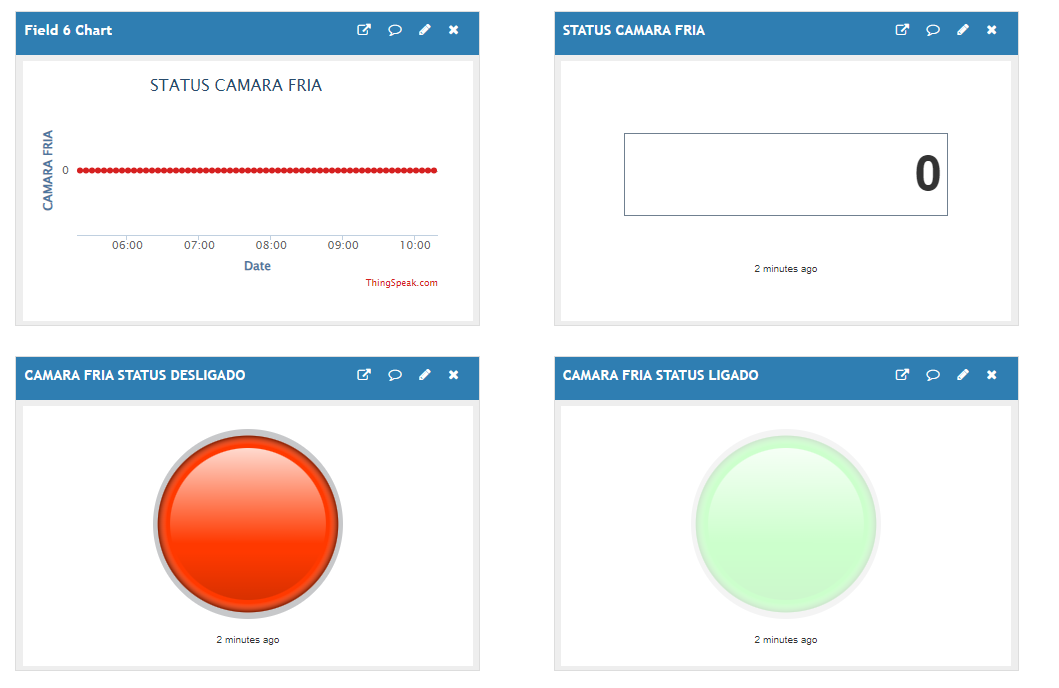 Field 6 Chart
STATUS CAMARA FRIA
CAMARA FRIA
0
06:00 07:00 08:00 09:00 10:00
Date
ThingSpeak.com
STATUS CAMARA FRIA
0
2 minutes ago
CAMARA FRIA STATUS DESLIGADO
2 minutes ago
CAMARA FRIA STATUS LIGADO
2 minutes ago